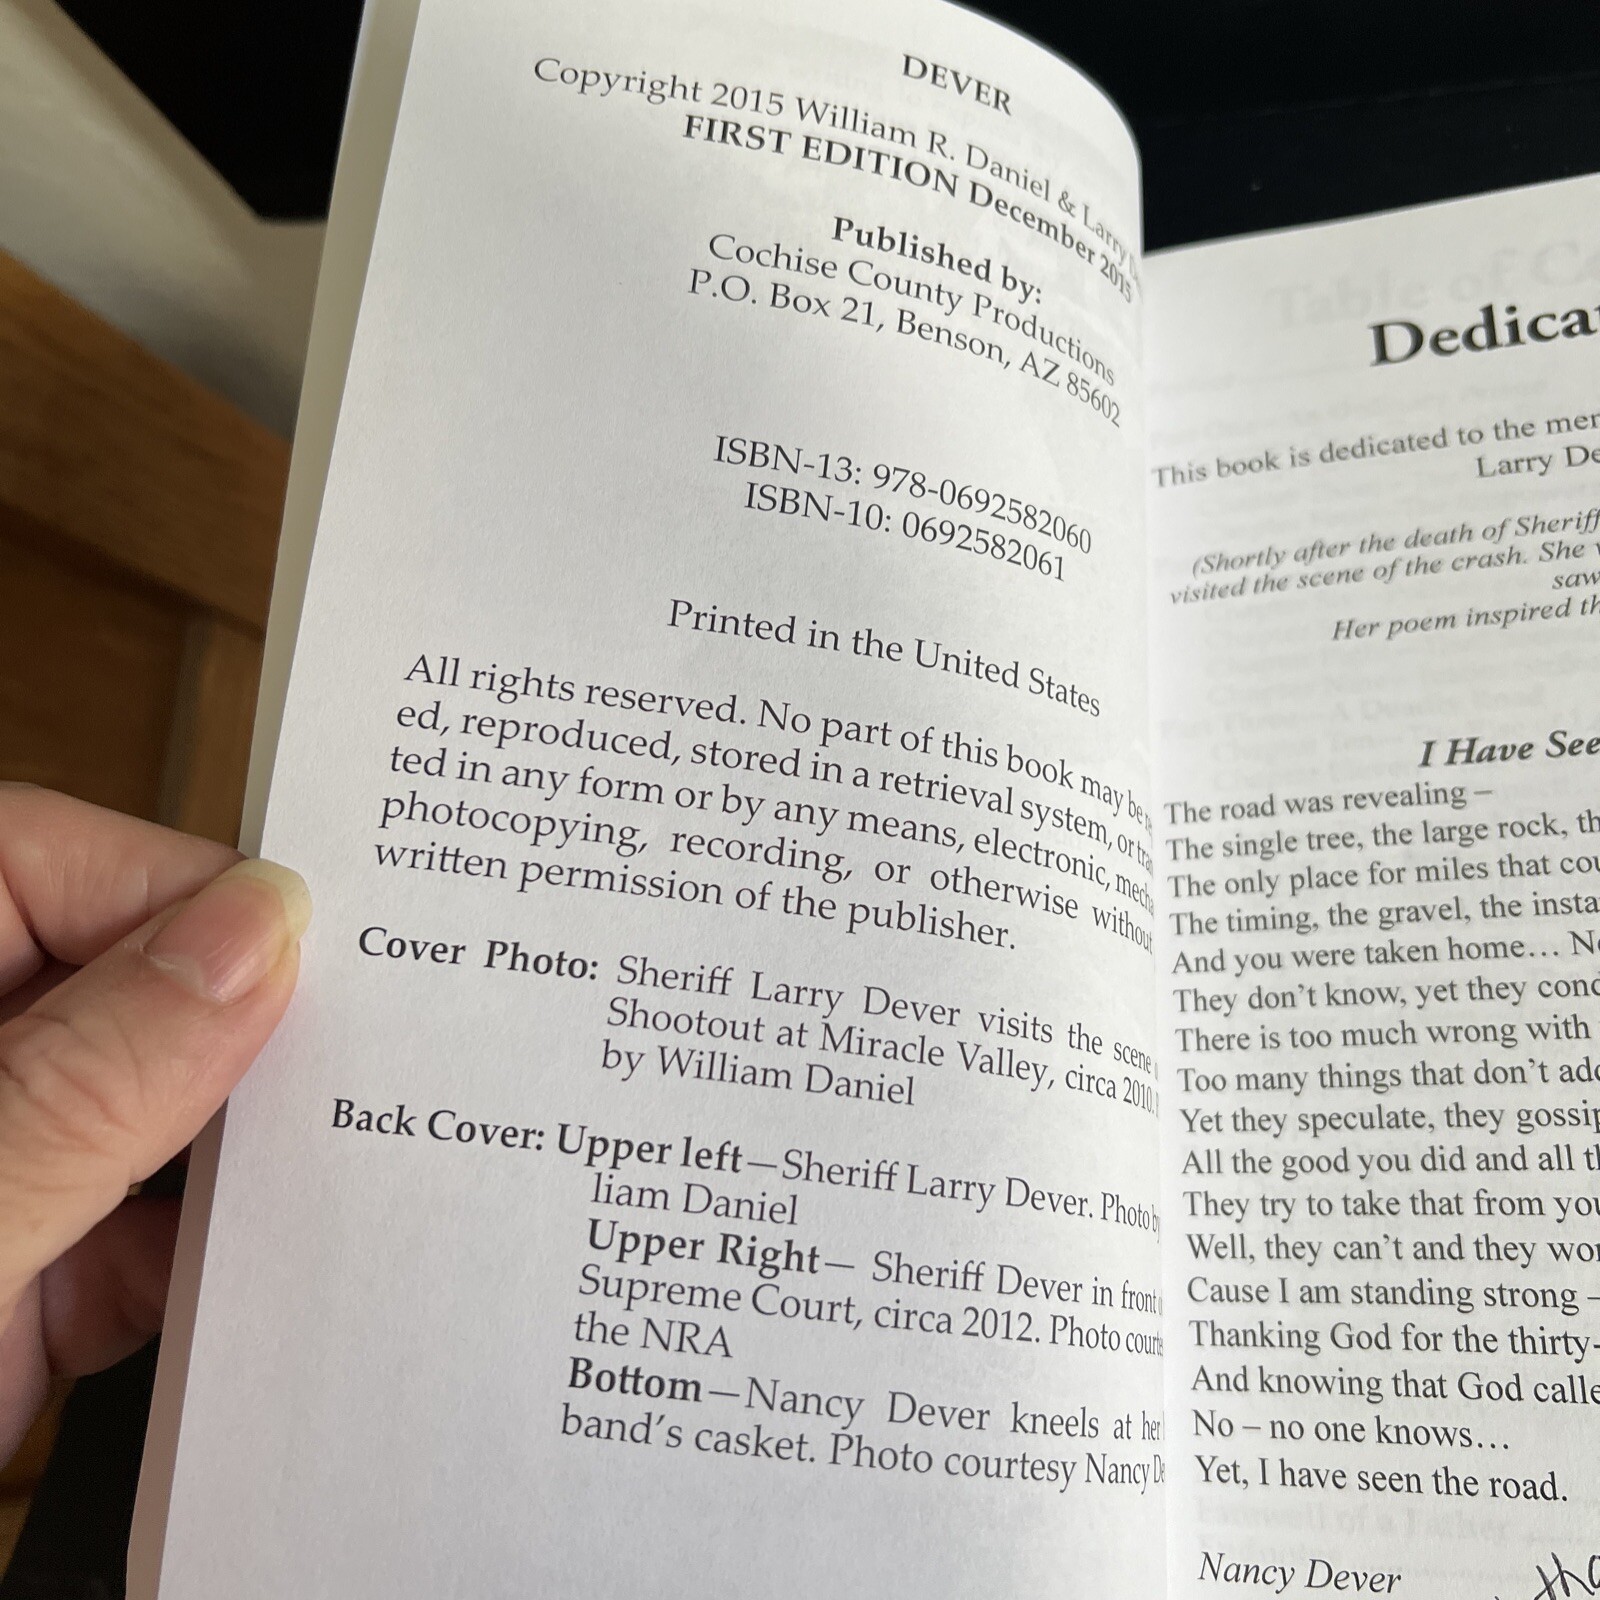 DEVER
Copyright 2015 William R. Daniel & Larry
FIRST EDITION December 2015
Published by:
Cochise County Productions
P.O. Box 21, Benson, AZ 85602
ISBN-13: 978-0692582060
ISBN-10: 0692582061
Printed in the United States
All rights reserved. No part of this book may be
ed, reproduced, stored in a retrieval system, or
ted in any form or by any means, electronic,
photocopying, recording, or otherwise without
written permission of the publisher.
Cover Photo: Sheriff Larry Dever visits the scene
Shootout at Miracle Valley, circa 2010.
by William Daniel
Back Cover: Upper left—Sheriff Larry Dever. Photo
liam Daniel
Upper Right— Sheriff Dever in front
Supreme Court, circa 2012. Photo
the NRA
Bottom—Nancy Dever kneels at her
band's casket. Photo courtesy Nancy
Dedica
This book is dedicated to the
Larry
(Shortly after the death of Sheriff
visited the scene of the crash. She
saw
Her poem inspired
I Have
The road was revealing –
The single tree, the large rock,
The only place for miles that
The timing, the gravel, the
And you were taken home...
They don't know, yet they
There is too much wrong with
Too many things that don't
Yet they speculate, they
All the good you did and all
They try to take that from
Well, they can't and they
Cause I am standing strong –
Thanking God for the thirty-
And knowing that God
No – no one knows...
Yet, I have seen the road.
Nancy Dever